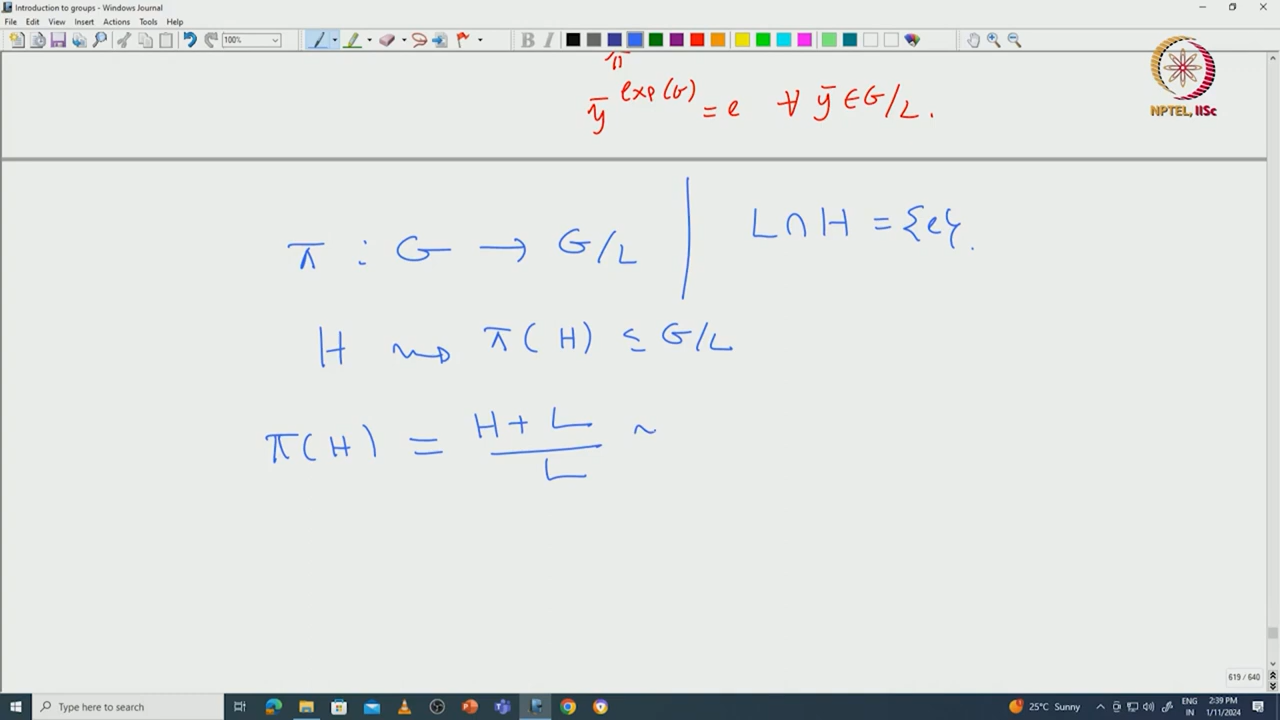 Introduction to groups - Windows Journal
File Edit View Insert Actions Tools Help
100%
B I
π
ȳ^exp(G) = e ∀ ȳ ∈ G/L.
NPTEL, IISc
π : G → G/L
L ∩ H = {e}.
H ⇝ π(H) ≤ G/L
π(H) = (H + L)/L ~
619 / 640
Type here to search
25°C Sunny
ENG
IN
2:39 PM
1/11/2024